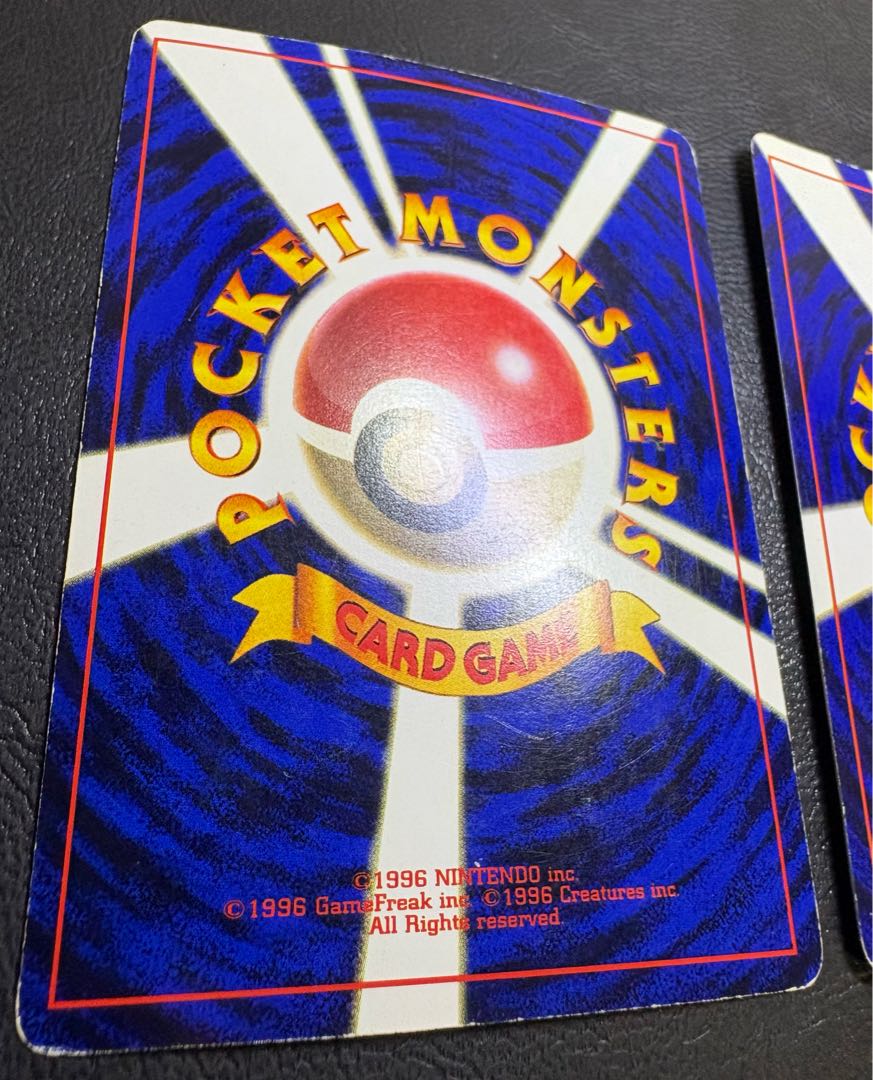 POCKET MONSTERS
CARD GAME
©1996 NINTENDO inc.
©1996 GameFreak inc. ©1996 Creatures inc.
All Rights reserved.